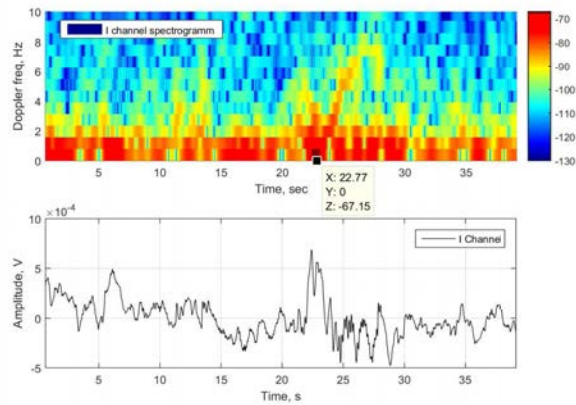 10
8
6
4
2
0
Doppler freq, Hz
I channel spectrogramm
5 10 15 20 25 30 35
Time, sec
-70
-80
-90
-100
-110
-120
-130
X: 22.77
Y: 0
Z: -67.15
×10⁻⁴
10
5
0
-5
Amplitude, V
I Channel
5 10 15 20 25 30 35
Time, s